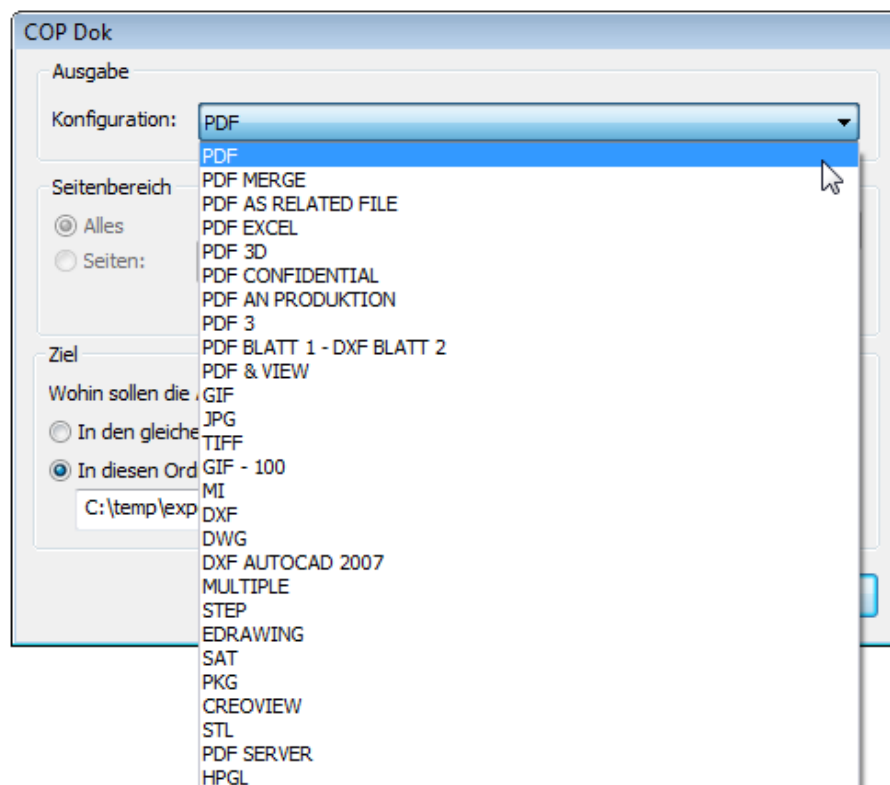 COP Dok
Ausgabe
Konfiguration: PDF
PDF
PDF MERGE
PDF AS RELATED FILE
PDF EXCEL
PDF 3D
PDF CONFIDENTIAL
PDF AN PRODUKTION
PDF 3
PDF BLATT 1 - DXF BLATT 2
PDF & VIEW
GIF
JPG
TIFF
GIF - 100
MI
DXF
DWG
DXF AUTOCAD 2007
MULTIPLE
STEP
EDRAWING
SAT
PKG
CREOVIEW
STL
PDF SERVER
HPGL
Seitenbereich
Alles
Seiten:
Ziel
Wohin sollen die
In den gleiche
In diesen Ord
C:\temp\exp